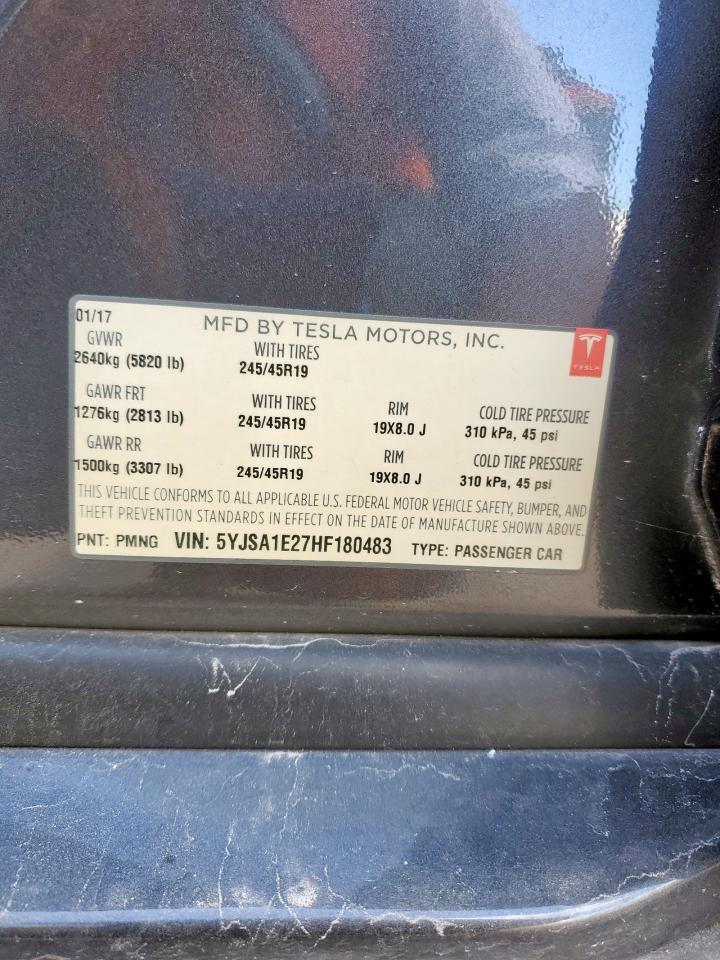 01/17 MFD BY TESLA MOTORS, INC.
TESLA
GVWR WITH TIRES
2640kg (5820 lb) 245/45R19
GAWR FRT WITH TIRES RIM COLD TIRE PRESSURE
1276kg (2813 lb) 245/45R19 19X8.0 J 310 kPa, 45 psi
GAWR RR WITH TIRES RIM COLD TIRE PRESSURE
1500kg (3307 lb) 245/45R19 19X8.0 J 310 kPa, 45 psi
THIS VEHICLE CONFORMS TO ALL APPLICABLE U.S. FEDERAL MOTOR VEHICLE SAFETY, BUMPER, AND
THEFT PREVENTION STANDARDS IN EFFECT ON THE DATE OF MANUFACTURE SHOWN ABOVE.
PNT: PMNG VIN: 5YJSA1E27HF180483 TYPE: PASSENGER CAR